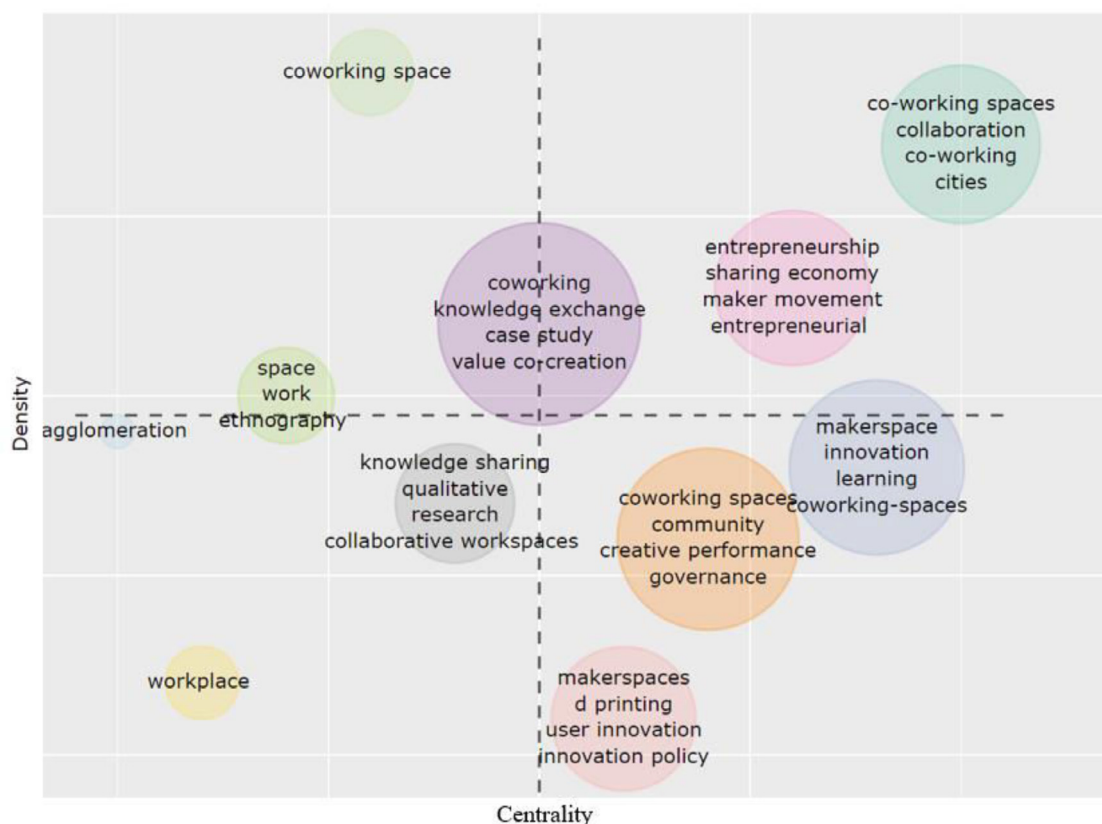 coworking space
co-working spaces
collaboration
co-working
cities
entrepreneurship
sharing economy
maker movement
entrepreneurial
coworking
knowledge exchange
case study
value co-creation
space
work
ethnography
agglomeration
makerspace
innovation
learning
coworking-spaces
knowledge sharing
qualitative
research
collaborative workspaces
coworking spaces
community
creative performance
governance
workplace
makerspaces
d printing
user innovation
innovation policy
Density
Centrality